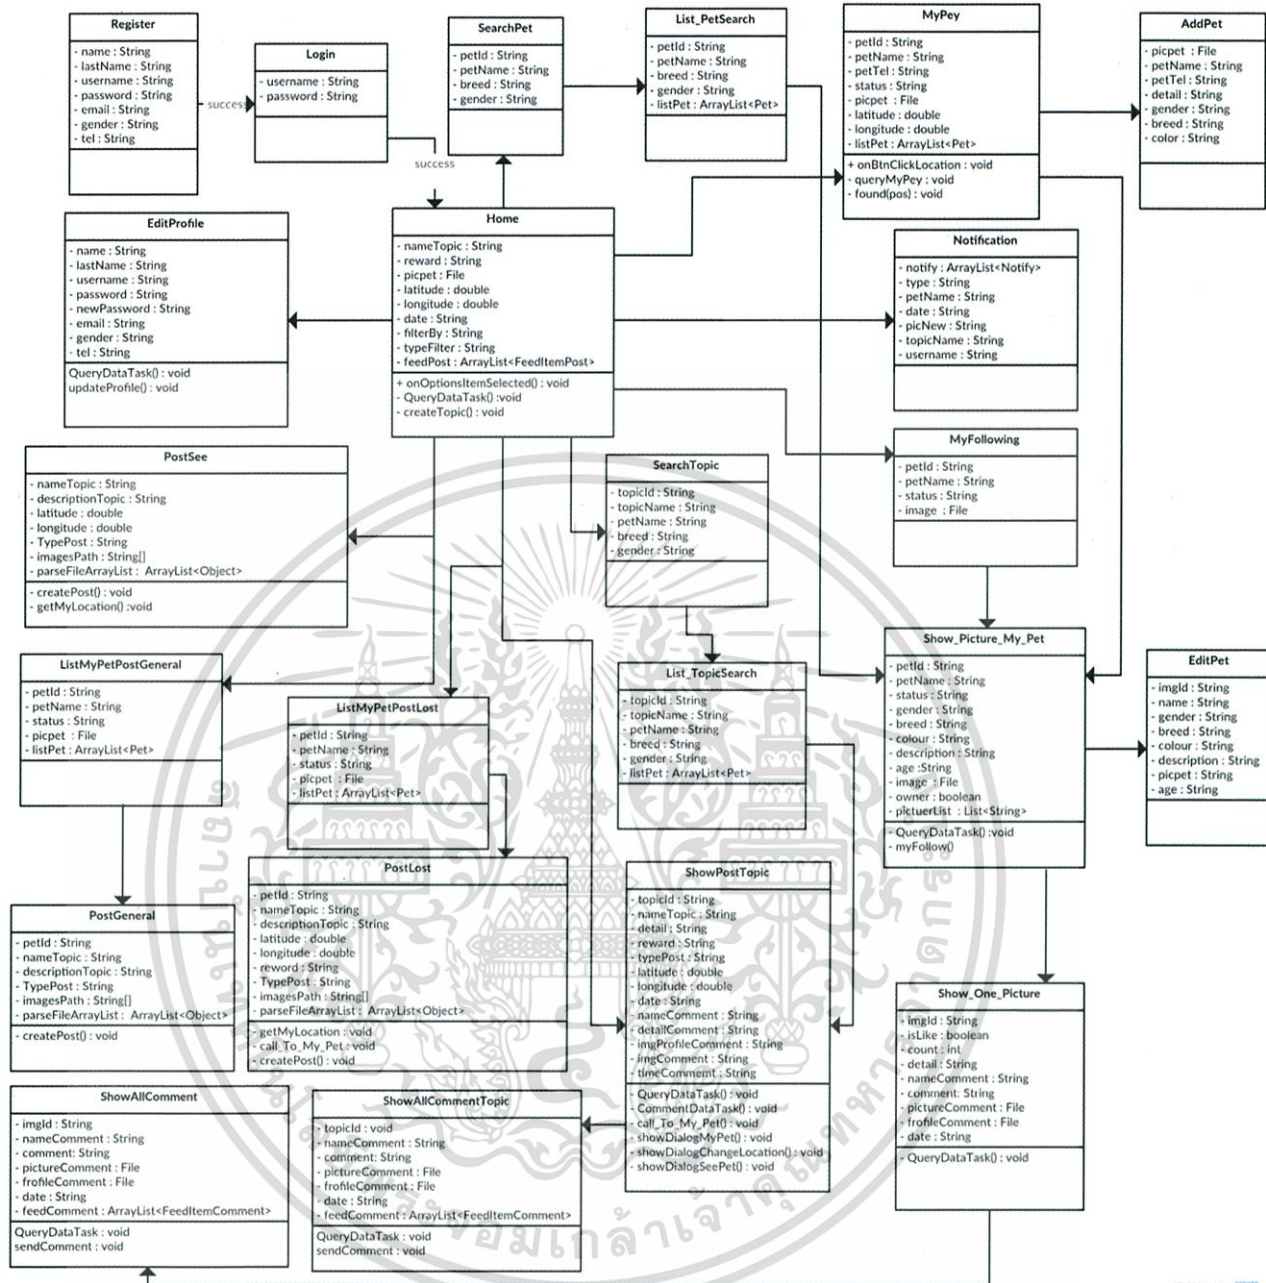 Register
- name : String
- lastName : String
- username : String
- password : String
- email : String
- gender : String
- tel : String
success
Login
- username : String
- password : String
success
SearchPet
- petId : String
- petName : String
- breed : String
- gender : String
List_PetSearch
- petId : String
- petName : String
- breed : String
- gender : String
- listPet : ArrayList<Pet>
MyPey
- petId : String
- petName : String
- petTel : String
- status : String
- picpet : File
- latitude : double
- longitude : double
- listPet : ArrayList<Pet>
+ onBtnClickLocation : void
- queryMyPey : void
- found(pos) : void
AddPet
- picpet : File
- petName : String
- petTel : String
- detail : String
- gender : String
- breed : String
- color : String
EditProfile
- name : String
- lastName : String
- username : String
- password : String
- newPassword : String
- email : String
- gender : String
- tel : String
QueryDataTask() : void
updateProfile() : void
Home
- nameTopic : String
- reward : String
- picpet : File
- latitude : double
- longitude : double
- date : String
- filterBy : String
- typeFilter : String
- feedPost : ArrayList<FeedItemPost>
+ onOptionsItemSelected() : void
- QueryDataTask() :void
- createTopic() : void
Notification
- notify : ArrayList<Notify>
- type : String
- petName : String
- date : String
- picNew : String
- topicName : String
- username : String
MyFollowing
- petId : String
- petName : String
- status : String
- image : File
PostSee
- nameTopic : String
- descriptionTopic : String
- latitude : double
- longitude : double
- TypePost : String
- imagesPath : String[]
- parseFileArrayList : ArrayList<Object>
- createPost() : void
- getMyLocation() :void
SearchTopic
- topicId : String
- topicName : String
- petName : String
- breed : String
- gender : String
ListMyPetPostGeneral
- petId : String
- petName : String
- status : String
- picpet : File
- listPet : ArrayList<Pet>
ListMyPetPostLost
- petId : String
- petName : String
- status : String
- picpet : File
- listPet : ArrayList<Pet>
List_TopicSearch
- topicId : String
- topicName : String
- petName : String
- breed : String
- gender : String
- listPet : ArrayList<Pet>
Show_Picture_My_Pet
- petId : String
- petName : String
- status : String
- gender : String
- breed : String
- colour : String
- description : String
- age :String
- image : File
- owner : boolean
- pictuerList : List<String>
- QueryDataTask() :void
- myFollow()
EditPet
- imgId : String
- name : String
- gender : String
- breed : String
- colour : String
- description : String
- picpet : String
- age : String
PostGeneral
- petId : String
- nameTopic : String
- descriptionTopic : String
- TypePost : String
- imagesPath : String[]
- parseFileArrayList : ArrayList<Object>
- createPost() : void
PostLost
- petId : String
- nameTopic : String
- descriptionTopic : String
- latitude : double
- longitude : double
- reword : String
- TypePost : String
- imagesPath : String[]
- parseFileArrayList : ArrayList<Object>
- getMyLocation : void
- call_To_My_Pet : void
- createPost() : void
ShowPostTopic
- topicId : String
- nameTopic : String
- detail : String
- reward : String
- typePost : String
- latitude : double
- longitude : double
- date : String
- nameComment : String
- detailComment : String
- imgProfileComment : String
- imgComment : String
- timeCommemt : String
- QueryDataTask() : void
- CommentDataTask() : void
- call_To_My_Pet() : void
- showDialogMyPet() : void
- showDialogChangeLocation() : void
- showDialogSeePet() : void
Show_One_Picture
- imgId : String
- isLike : boolean
- count : int
- detail : String
- nameComment : String
- comment : String
- pictureComment : File
- frofileComment : File
- date : String
- QueryDataTask() : void
ShowAllComment
- imgId : String
- nameComment : String
- comment: String
- pictureComment : File
- frofileComment : File
- date : String
- feedComment : ArrayList<FeedItemComment>
QueryDataTask : void
sendComment : void
ShowAllCommentTopic
- topicId : void
- nameComment : String
- comment: String
- pictureComment : File
- frofileComment : File
- date : String
- feedComment : ArrayList<FeedItemComment>
QueryDataTask : void
sendComment : void